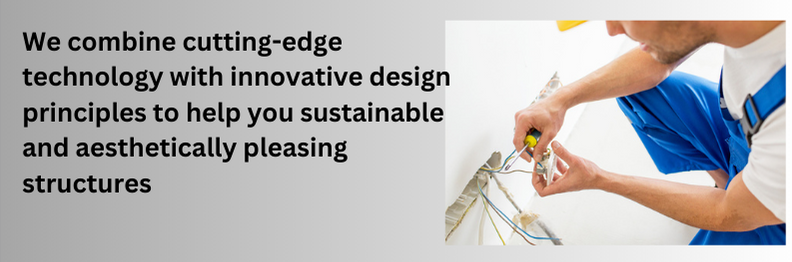 We combine cutting-edge
technology with innovative design
principles to help you sustainable
and aesthetically pleasing
structures